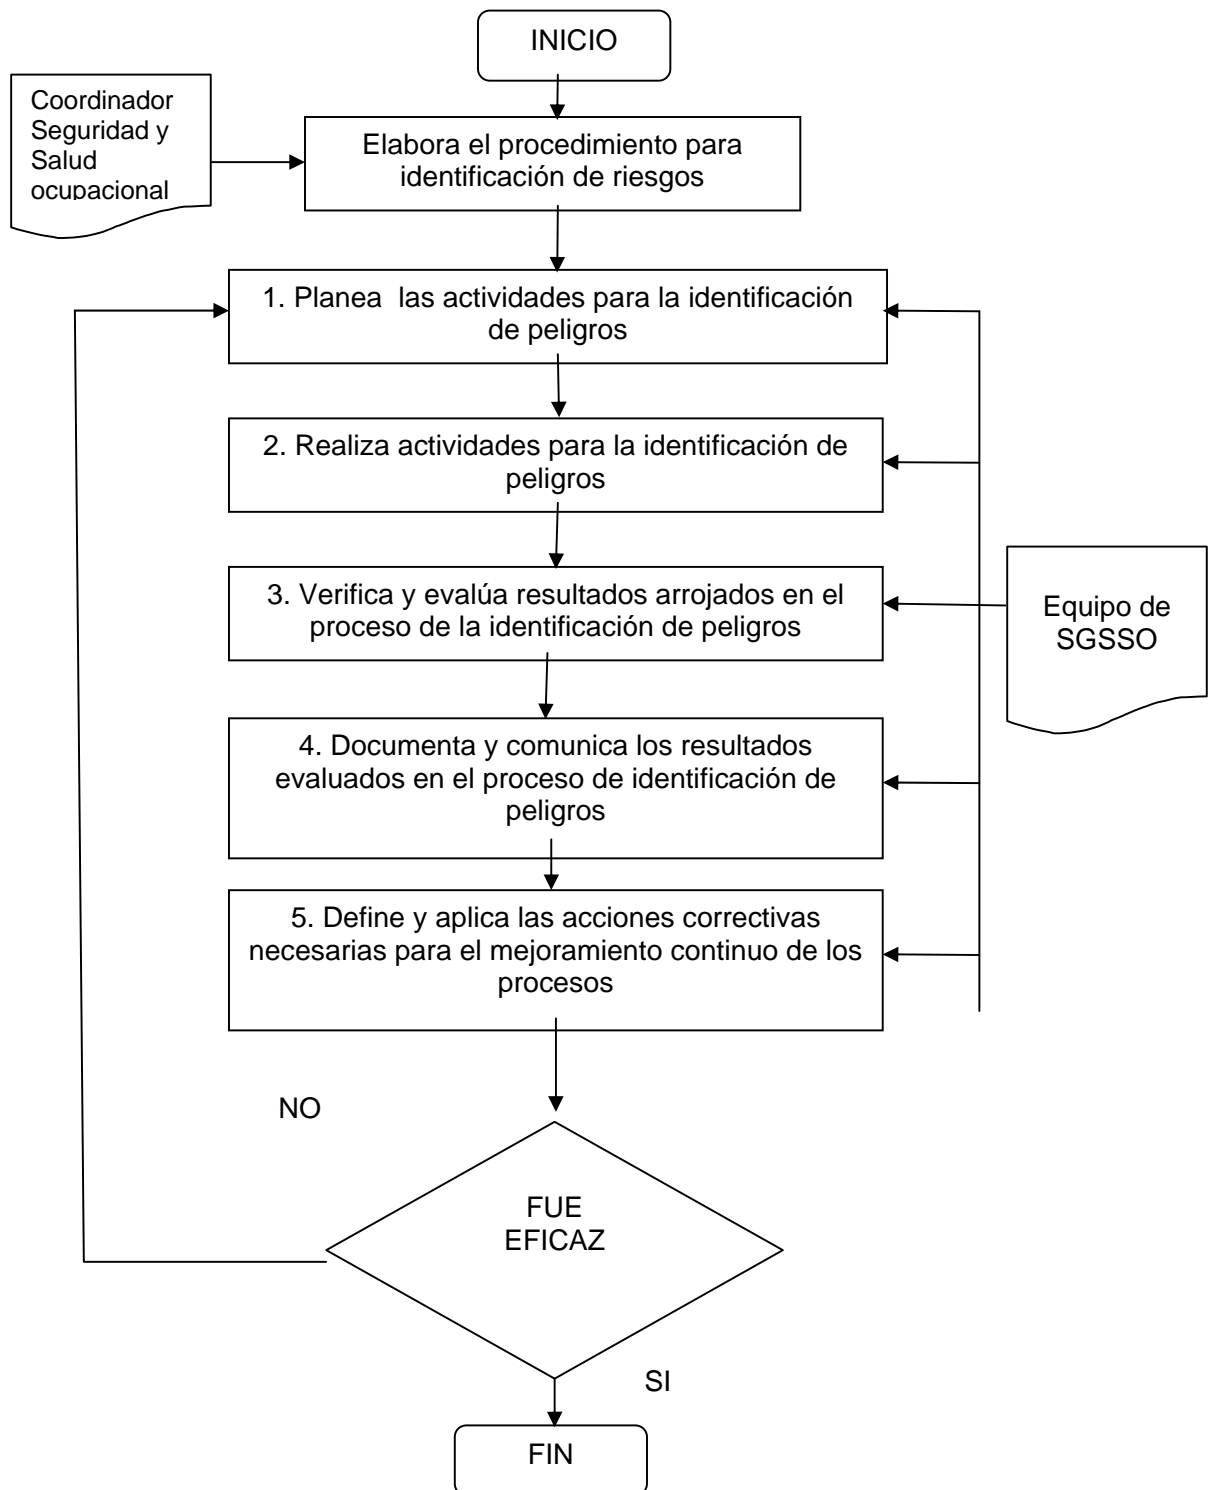 INICIO
Coordinador
Seguridad y
Salud
ocupacional
Elabora el procedimiento para
identificación de riesgos
1. Planea las actividades para la identificación
de peligros
2. Realiza actividades para la identificación de
peligros
3. Verifica y evalúa resultados arrojados en el
proceso de la identificación de peligros
Equipo de
SGSSO
4. Documenta y comunica los resultados
evaluados en el proceso de identificación de
peligros
5. Define y aplica las acciones correctivas
necesarias para el mejoramiento continuo de los
procesos
NO
FUE
EFICAZ
SI
FIN